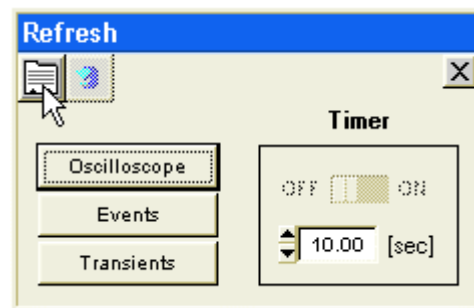 Refresh
Timer
Oscilloscope
OFF ON
Events
10.00 [sec]
Transients